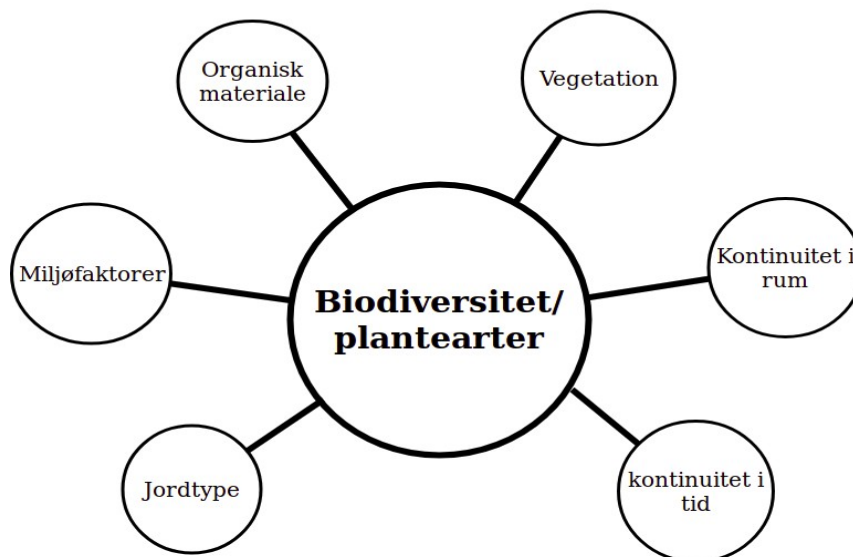 Organisk
materiale
Vegetation
Miljøfaktorer
Kontinuitet i
rum
Biodiversitet/
plantearter
Jordtype
kontinuitet i
tid